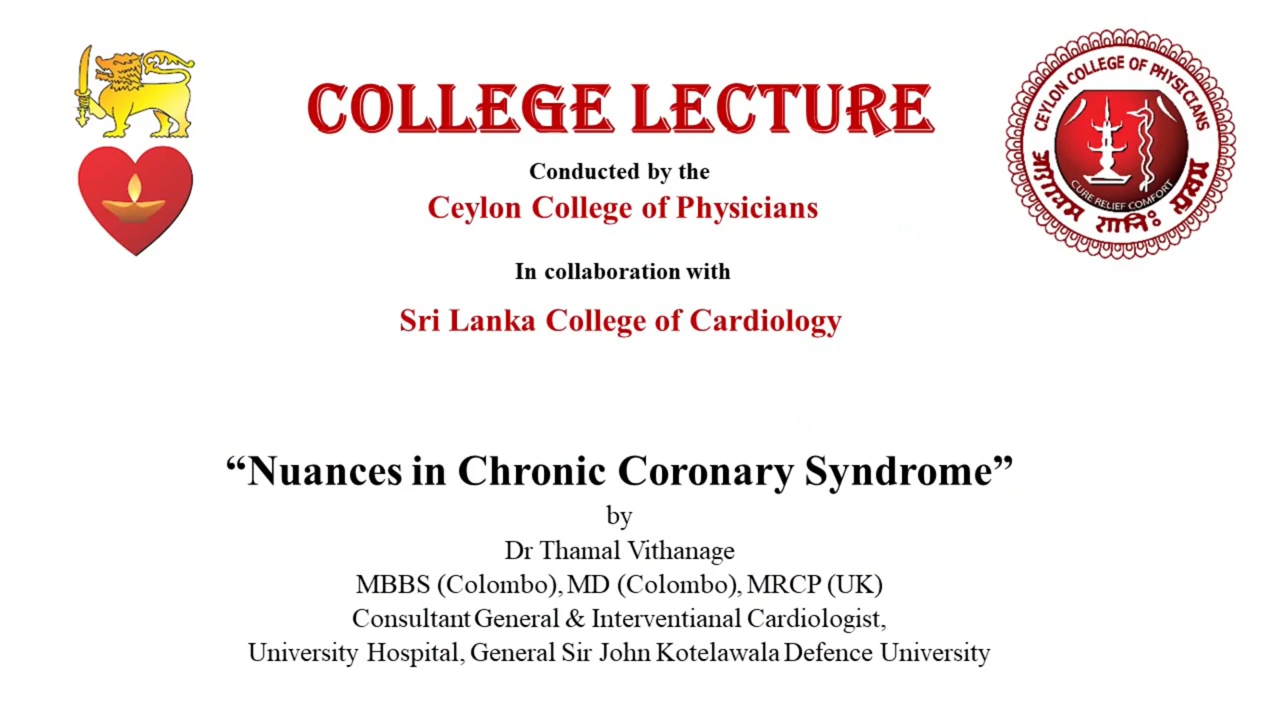 COLLEGE LECTURE
Conducted by the
Ceylon College of Physicians
In collaboration with
Sri Lanka College of Cardiology
CEYLON COLLEGE OF PHYSICIANS
CURE RELIEF COMFORT
“Nuances in Chronic Coronary Syndrome”
by
Dr Thamal Vithanage
MBBS (Colombo), MD (Colombo), MRCP (UK)
Consultant General & Interventianal Cardiologist,
University Hospital, General Sir John Kotelawala Defence University